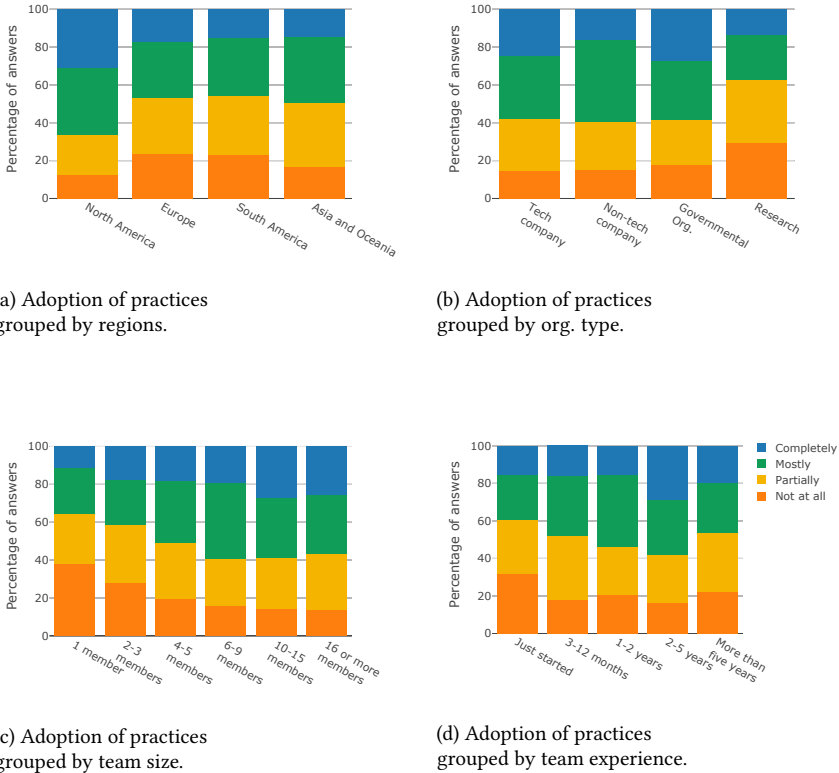 Percentage of answers
100
80
60
40
20
0
North America
Europe
South America
Asia and Oceania
a) Adoption of practices
grouped by regions.
Percentage of answers
100
80
60
40
20
0
Tech
company
Non-tech
company
Governmental
Org.
Research
(b) Adoption of practices
grouped by org. type.
Percentage of answers
100
80
60
40
20
0
1 member
2-3
members
4-5
members
6-9
members
10-15
members
16 or more
members
c) Adoption of practices
grouped by team size.
Percentage of answers
100
80
60
40
20
0
Just started
3-12 months
1-2 years
2-5 years
More than
five years
Completely
Mostly
Partially
Not at all
(d) Adoption of practices
grouped by team experience.